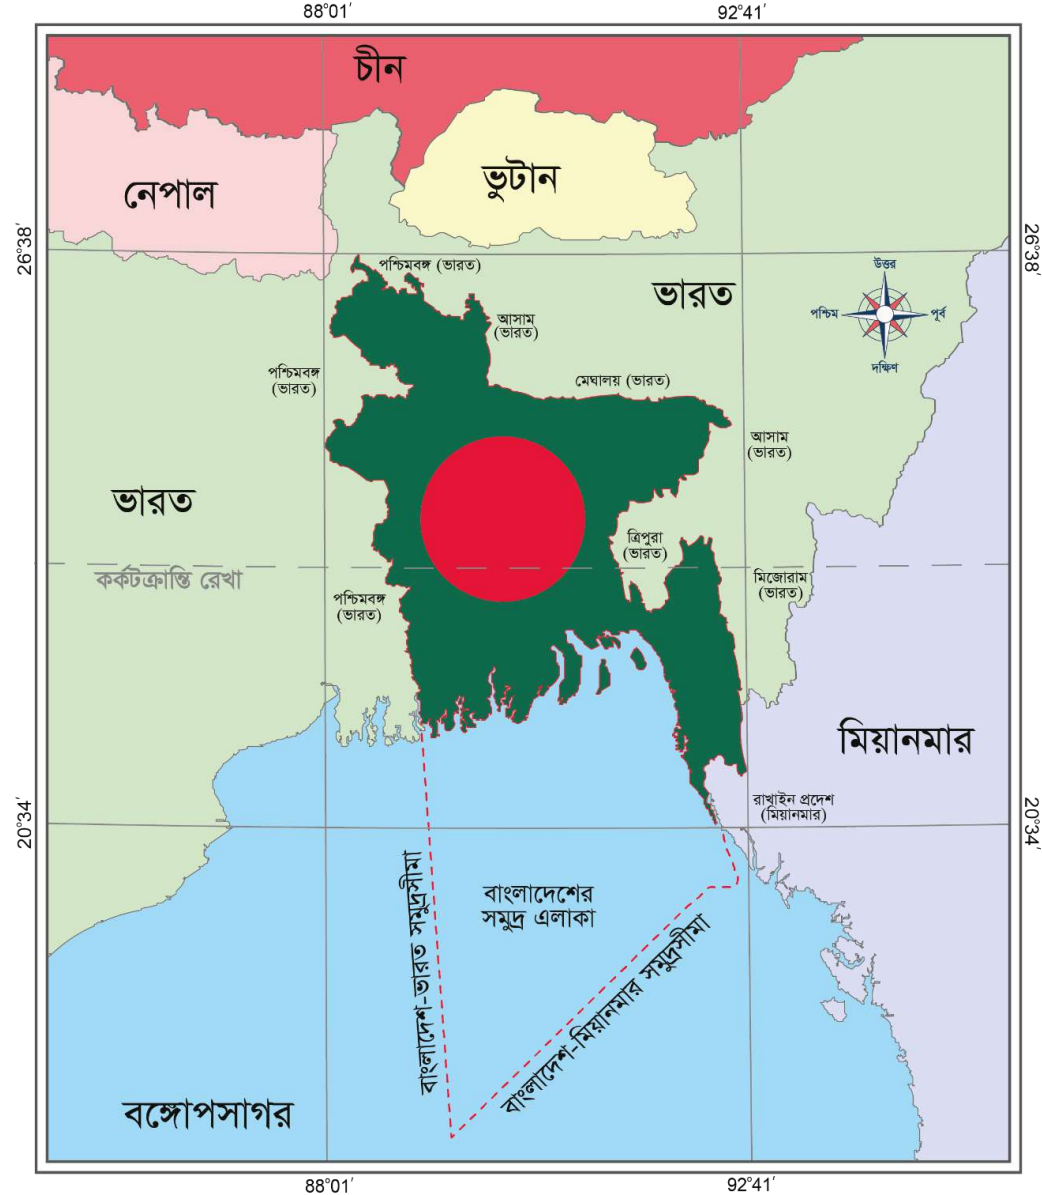 88°01′
92°41′
চীন
ভুটান
নেপাল
26°38′
26°38′
পশ্চিমবঙ্গ (ভারত)
উত্তর
ভারত
পশ্চিম
পূর্ব
দক্ষিণ
আসাম
(ভারত)
পশ্চিমবঙ্গ
(ভারত)
মেঘালয় (ভারত)
আসাম
(ভারত)
ভারত
ত্রিপুরা
(ভারত)
কর্কটক্রান্তি রেখা
মিজোরাম
(ভারত)
পশ্চিমবঙ্গ
(ভারত)
মিয়ানমার
রাখাইন প্রদেশ
(মিয়ানমার)
20°34′
20°34′
বাংলাদেশের
সমুদ্র এলাকা
বাংলাদেশ-ভারত সমুদ্রসীমা
বাংলাদেশ-মিয়ানমার সমুদ্রসীমা
বঙ্গোপসাগর
88°01′
92°41′